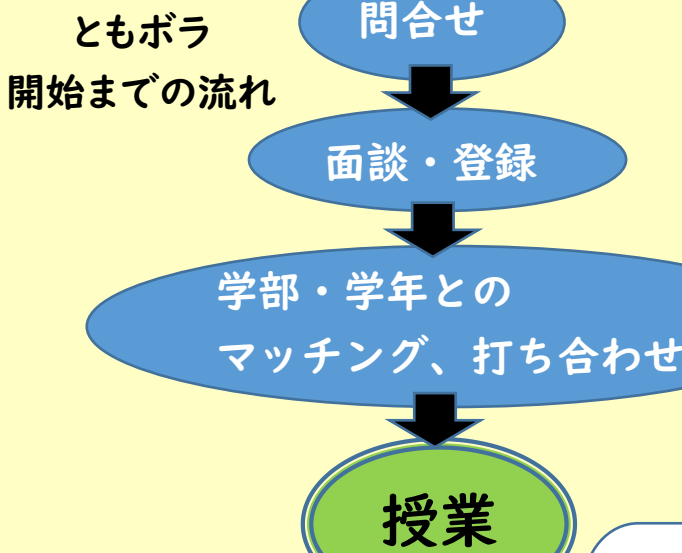 ともボラ
開始までの流れ
問合せ
面談・登録
学部・学年との
マッチング、打ち合わせ
授業